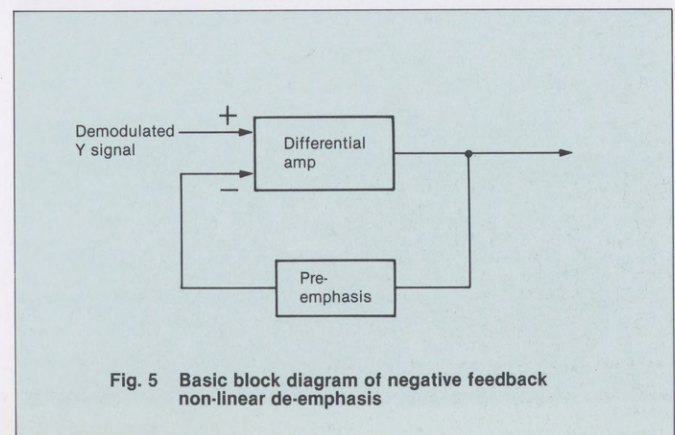 +
Demodulated
Y signal
Differential
amp
−
Pre-
emphasis
Fig. 5 Basic block diagram of negative feedback
non-linear de-emphasis